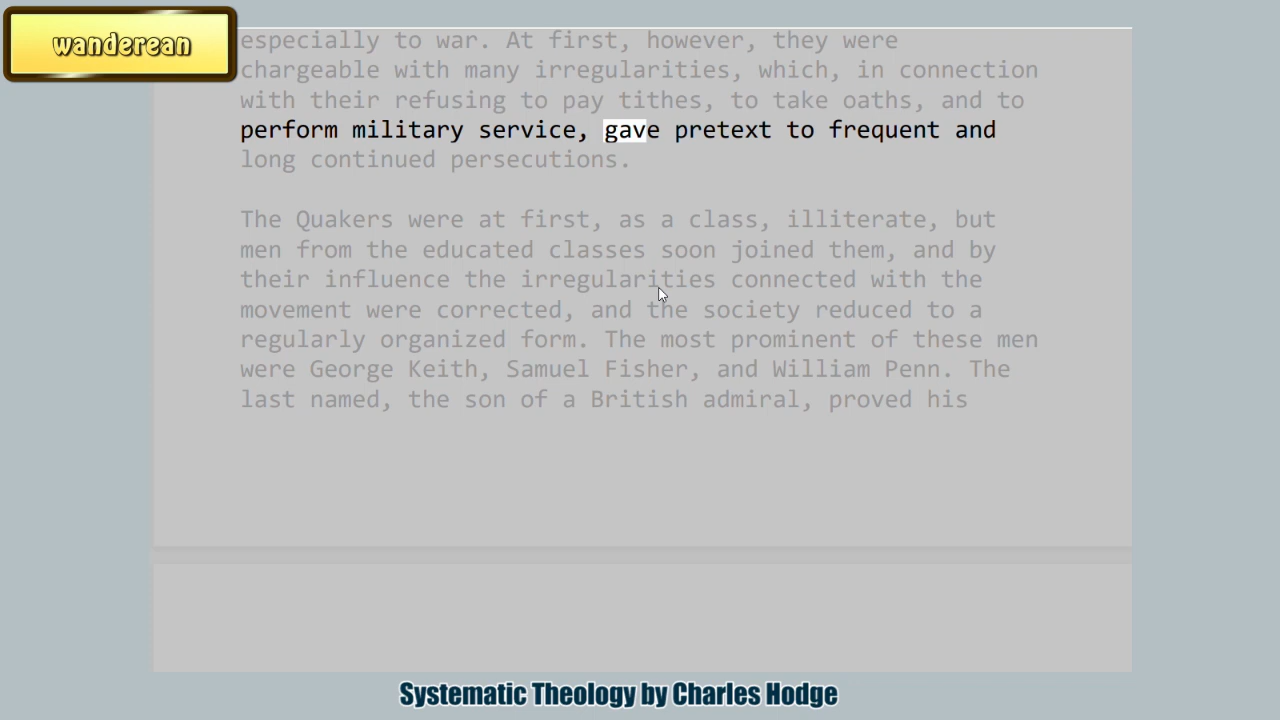 wanderean
especially to war. At first, however, they were
chargeable with many irregularities, which, in connection
with their refusing to pay tithes, to take oaths, and to
perform military service, gave pretext to frequent and
long continued persecutions.
The Quakers were at first, as a class, illiterate, but
men from the educated classes soon joined them, and by
their influence the irregularities connected with the
movement were corrected, and the society reduced to a
regularly organized form. The most prominent of these men
were George Keith, Samuel Fisher, and William Penn. The
last named, the son of a British admiral, proved his
Systematic Theology by Charles Hodge